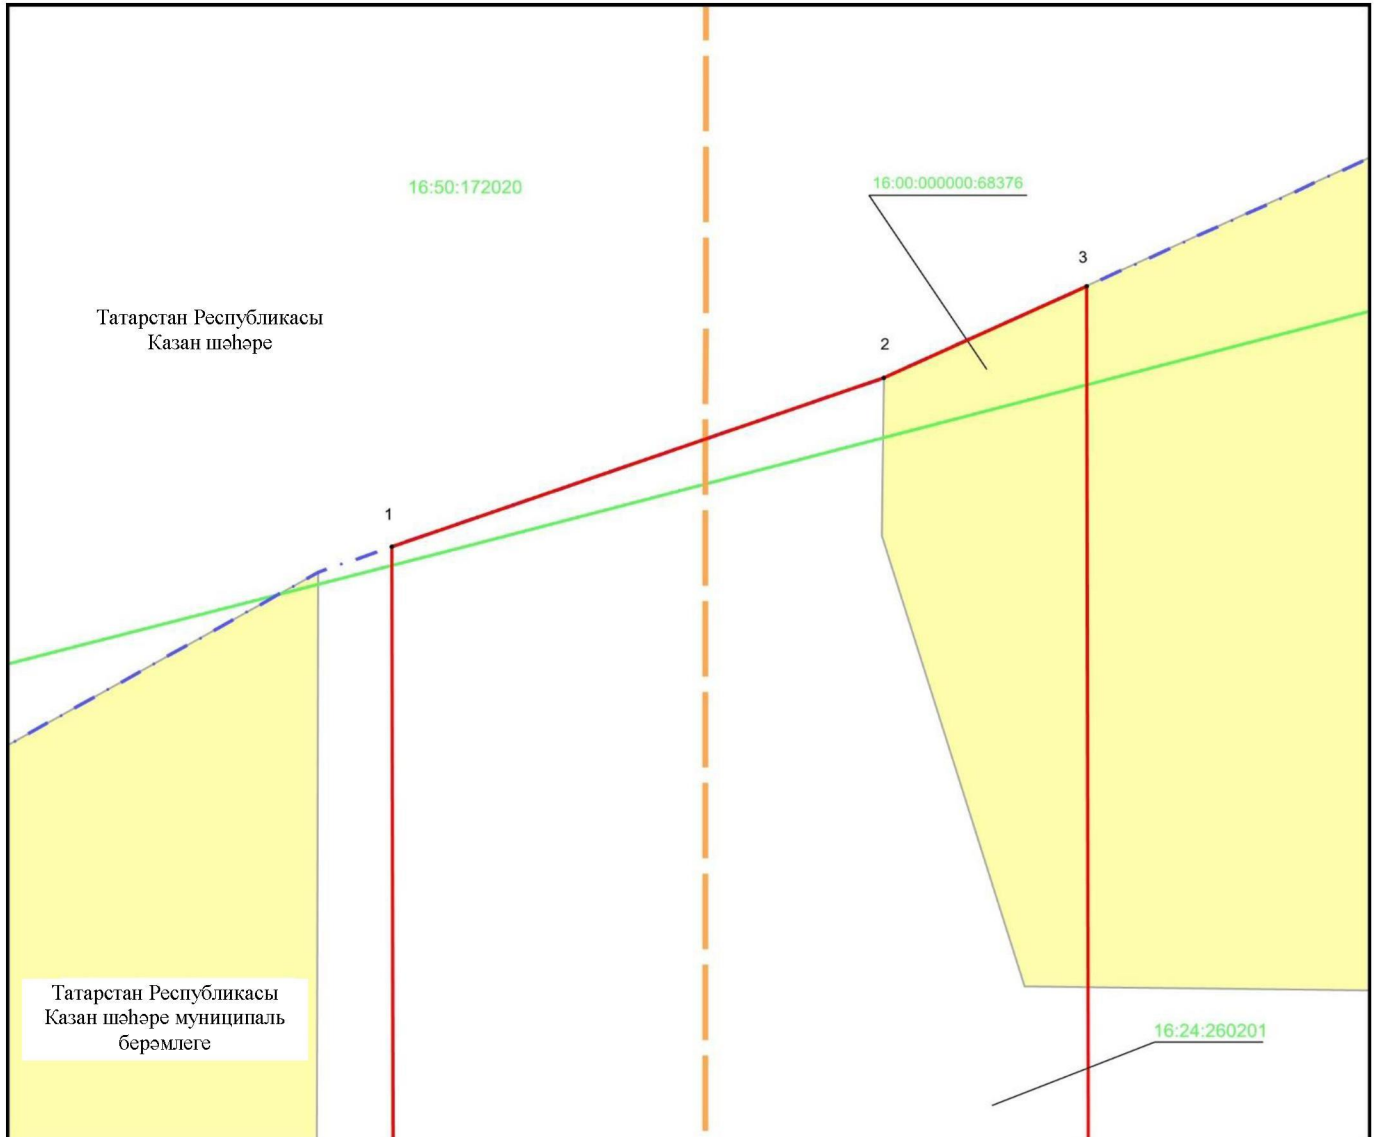 16:50:172020
16:00:000000:68376
3
Татарстан Республикасы
Казан шәһәре
2
1
Татарстан Республикасы
Казан шәһәре муниципаль
берәмлеге
16:24:260201